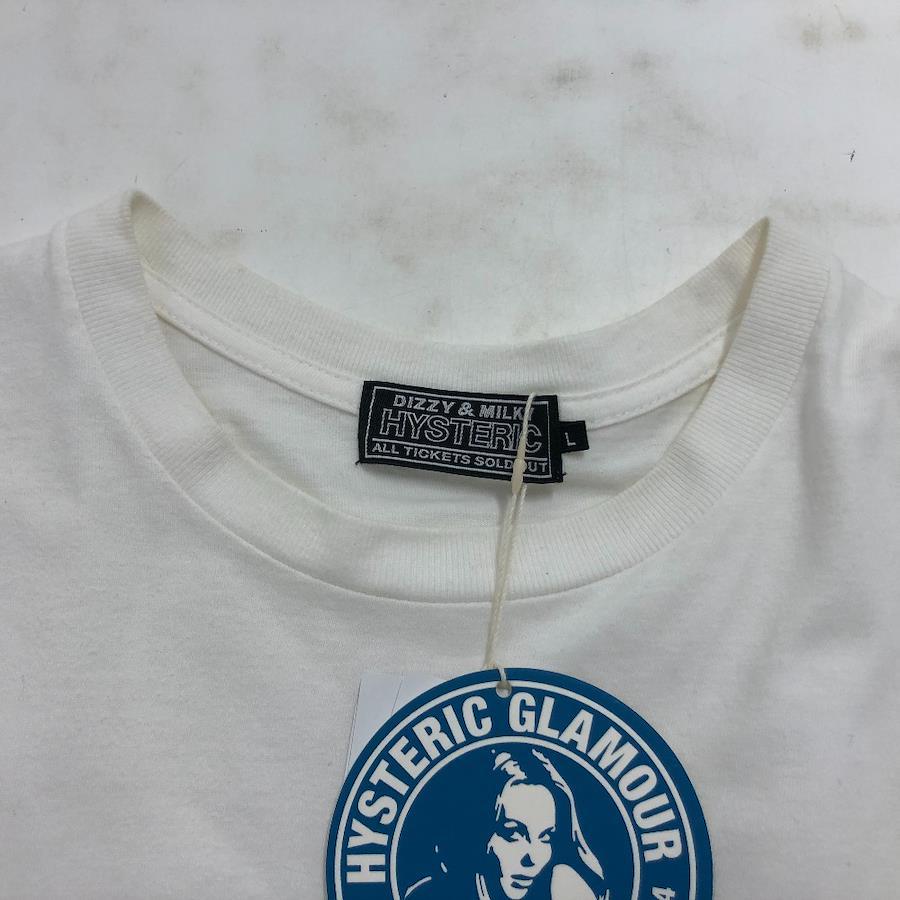 DIZZY & MILKY
HYSTERIC
ALL TICKETS SOLD OUT
L
HYSTERIC GLAMOUR